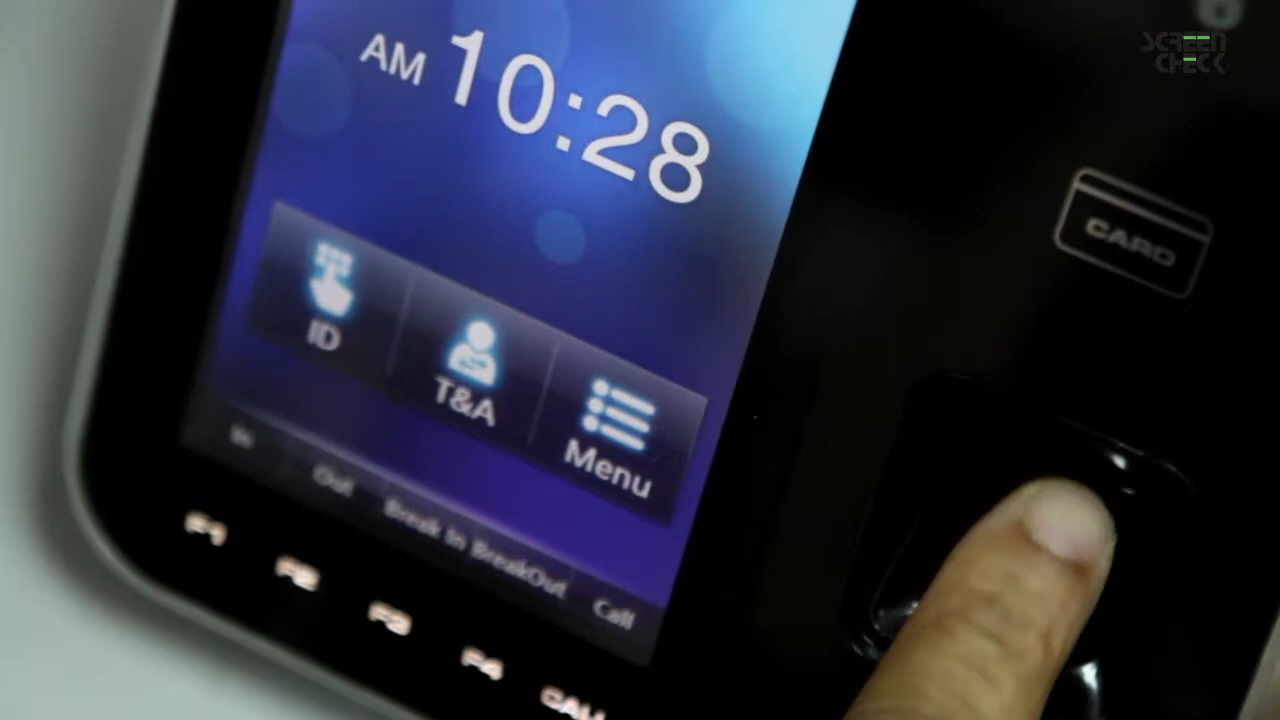 SCREEN
CHECK
AM 10:28
CARD
ID
T&A
Menu
In
Out
Break In
BreakOut
Call
F1
F2
F3
F4
CALL